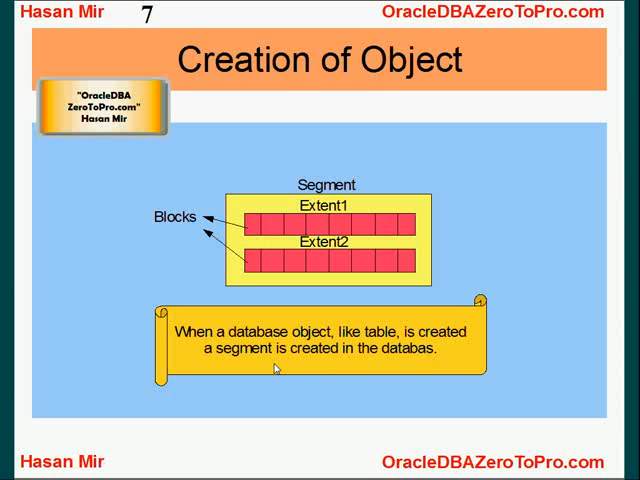 Hasan Mir
7
OracleDBAZeroToPro.com
Creation of Object
"OracleDBA
ZeroToPro.com"
Hasan Mir
Segment
Extent1
Blocks
Extent2
When a database object, like table, is created
a segment is created in the databas.
Hasan Mir
OracleDBAZeroToPro.com